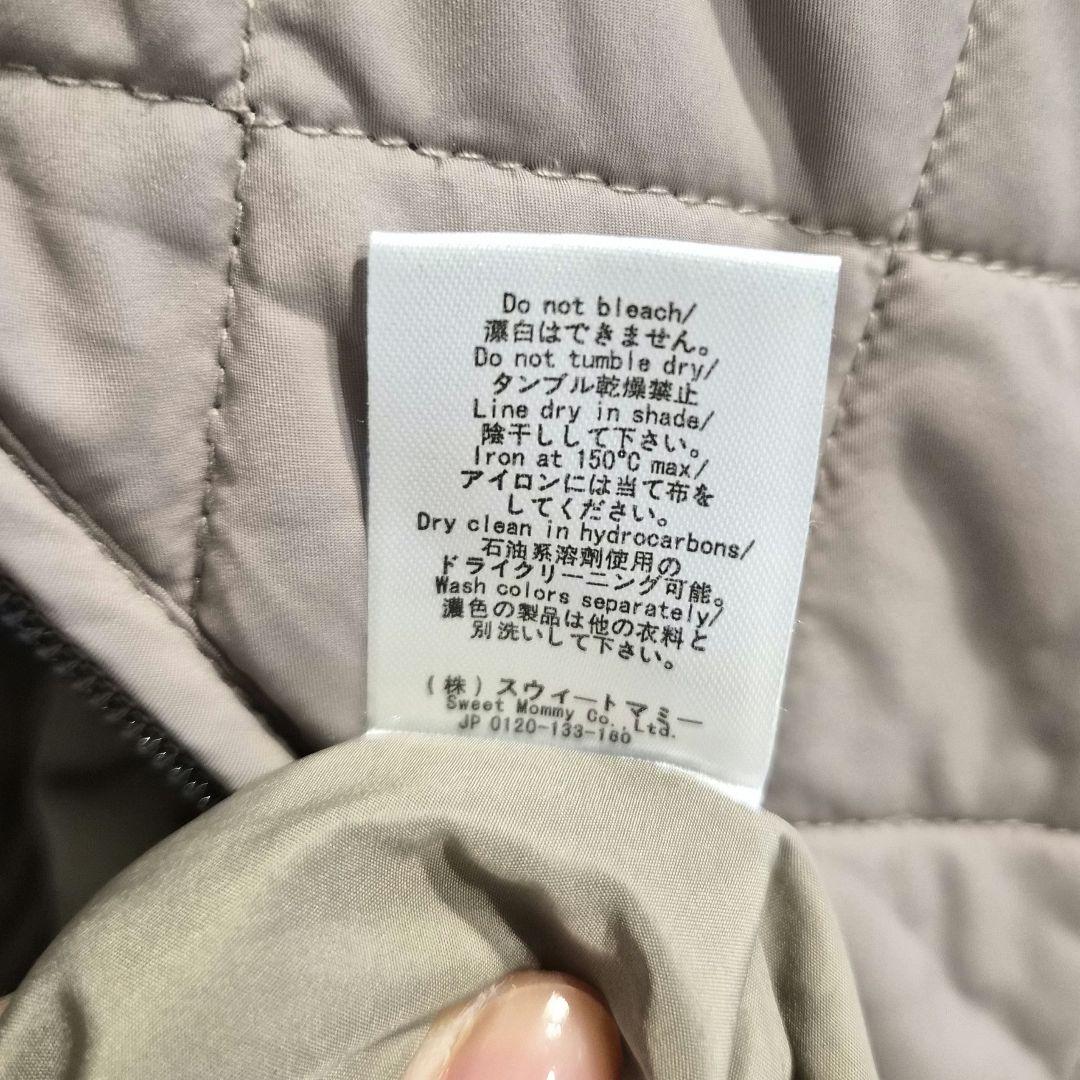 Do not bleach/
漂白はできません。
Do not tumble dry/
タンブル乾燥禁止
Line dry in shade/
陰干しして下さい。
Iron at 150℃ max/
アイロンには当て布を
してください。
Dry clean in hydrocarbons/
石油系溶劑使用の
ドライクリーニング可能。
Wash colors separately/
濃色の製品は他の衣料と
別洗いして下さい。
(株)スウィートマミー
Sweet Mommy Co.,Ltd.
JP 0120-133-180